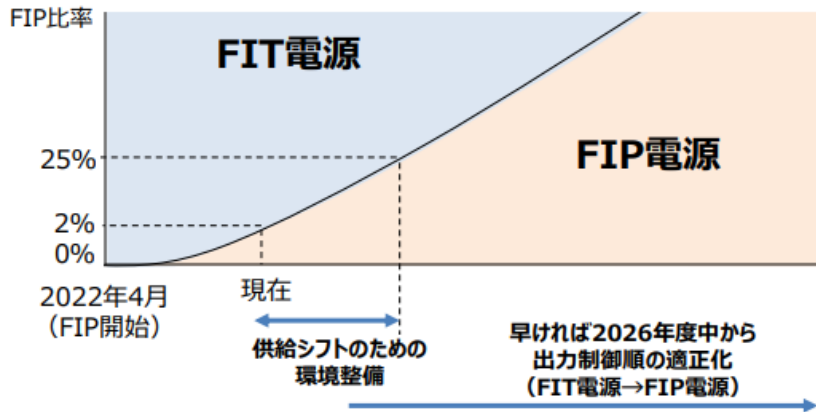 FIP比率
FIT電源
FIP電源
25%
2%
0%
2022年4月
（FIP開始）
現在
供給シフトのための
環境整備
早ければ2026年度中から
出力制御順の適正化
（FIT電源→FIP電源）